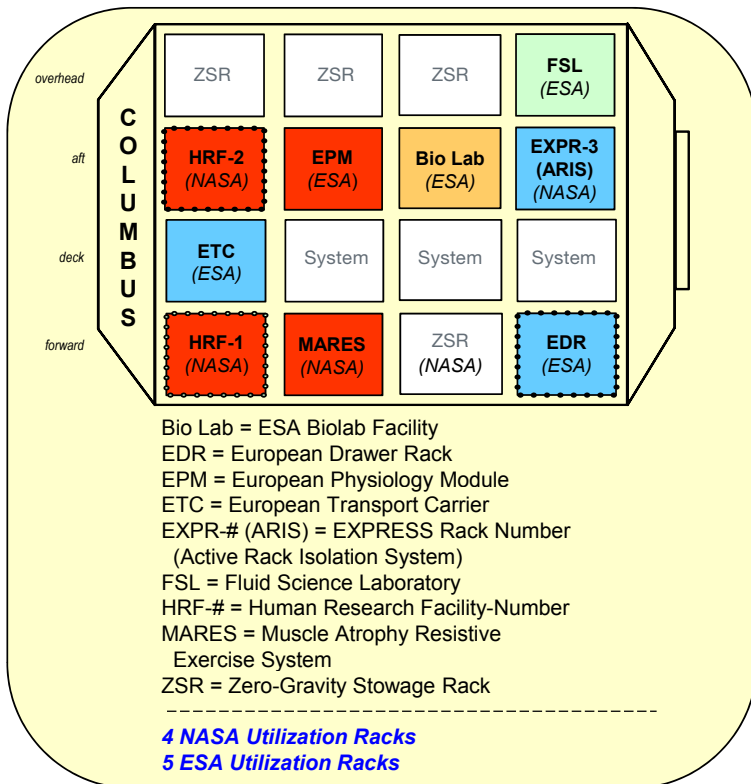 overhead
ZSR
ZSR
ZSR
FSL
(ESA)
COLUMBUS
aft
HRF-2
(NASA)
EPM
(ESA)
Bio Lab
(ESA)
EXPR-3
(ARIS)
(NASA)
deck
ETC
(ESA)
System
System
System
forward
HRF-1
(NASA)
MARES
(NASA)
ZSR
(NASA)
EDR
(ESA)
Bio Lab = ESA Biolab Facility
EDR = European Drawer Rack
EPM = European Physiology Module
ETC = European Transport Carrier
EXPR-# (ARIS) = EXPRESS Rack Number
(Active Rack Isolation System)
FSL = Fluid Science Laboratory
HRF-# = Human Research Facility-Number
MARES = Muscle Atrophy Resistive
Exercise System
ZSR = Zero-Gravity Stowage Rack
4 NASA Utilization Racks
5 ESA Utilization Racks